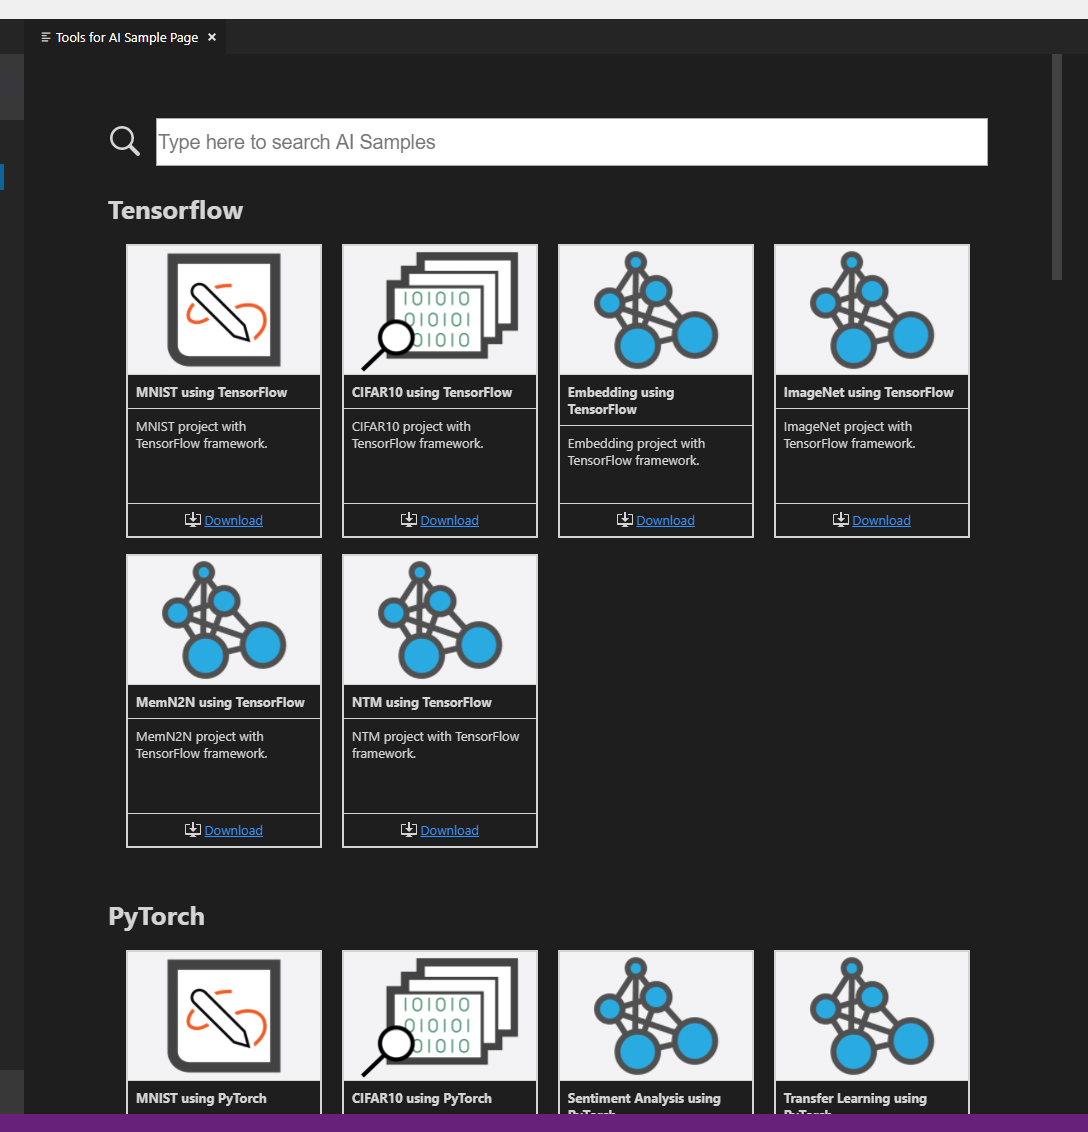 Tools for AI Sample Page
Type here to search AI Samples
Tensorflow
101010
010101
01010
MNIST using TensorFlow
MNIST project with
TensorFlow framework.
Download
CIFAR10 using TensorFlow
CIFAR10 project with
TensorFlow framework.
Download
Embedding using
TensorFlow
Embedding project with
TensorFlow framework.
Download
ImageNet using TensorFlow
ImageNet project with
TensorFlow framework.
Download
MemN2N using TensorFlow
MemN2N project with
TensorFlow framework.
Download
NTM using TensorFlow
NTM project with TensorFlow
framework.
Download
PyTorch
101010
010101
01010
MNIST using PyTorch
CIFAR10 using PyTorch
Sentiment Analysis using
PyTorch
Transfer Learning using
PyTorch